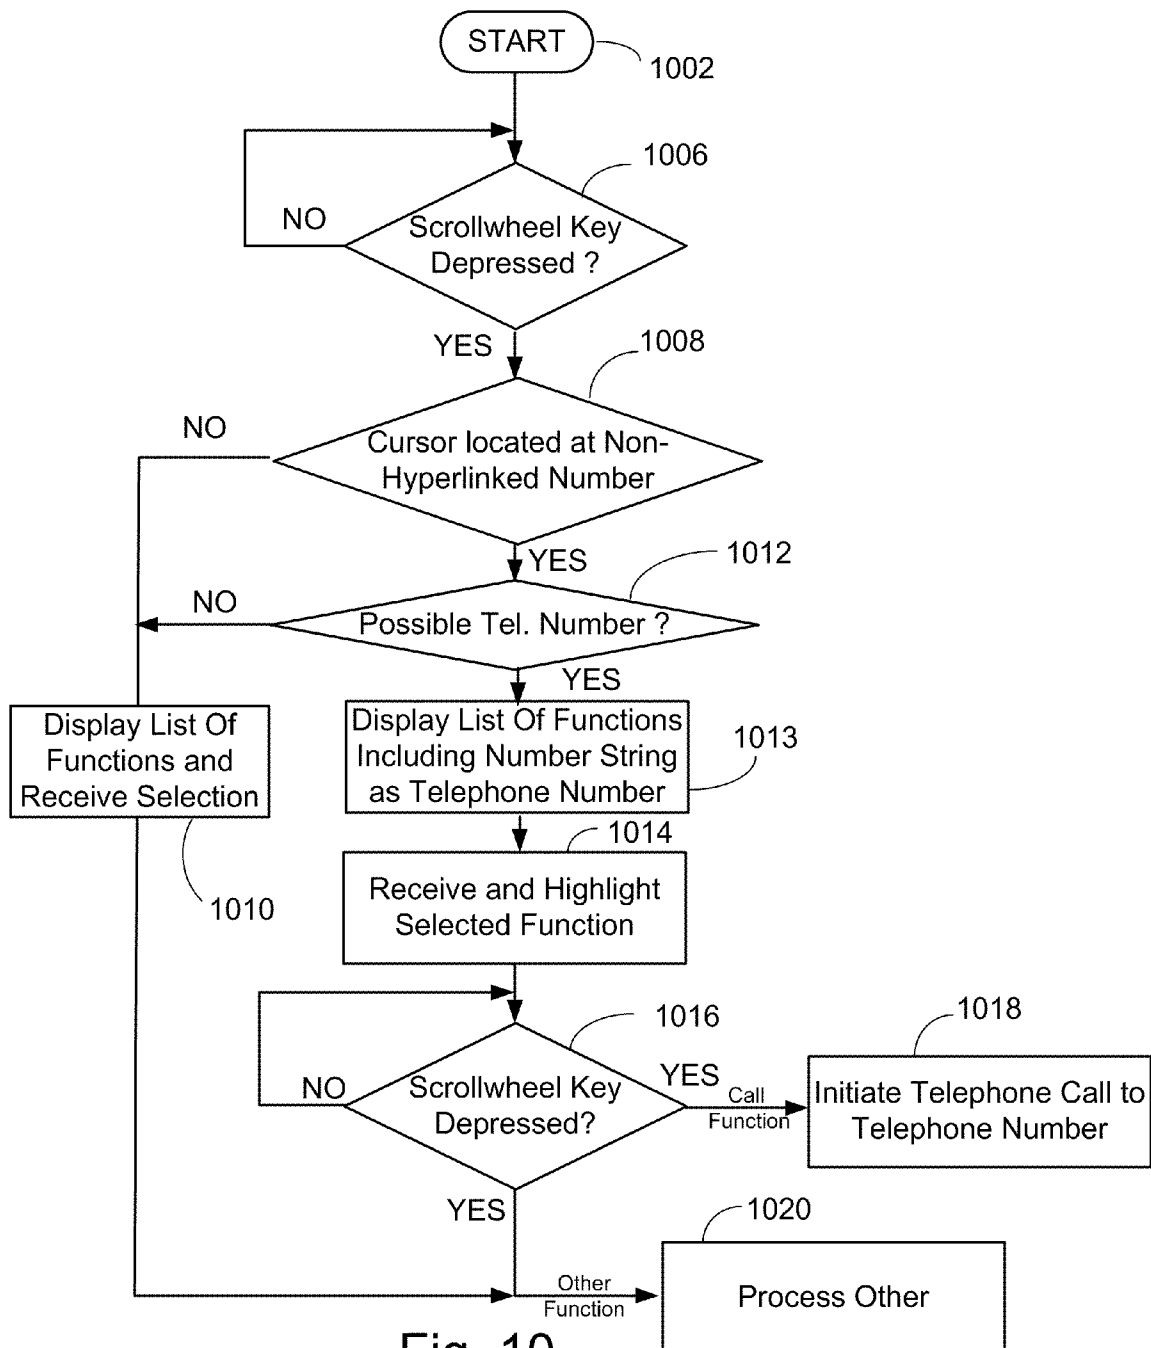 START
1002
1006
NO
Scrollwheel Key
Depressed ?
YES
1008
NO
Cursor located at Non-
Hyperlinked Number
YES
1012
NO
Possible Tel. Number ?
YES
Display List Of
Functions and
Receive Selection
1010
Display List Of Functions
Including Number String
as Telephone Number
1013
1014
Receive and Highlight
Selected Function
1016
NO
Scrollwheel Key
Depressed?
YES
Call
Function
1018
Initiate Telephone Call to
Telephone Number
YES
1020
Other
Function
Process Other
Fig. 10